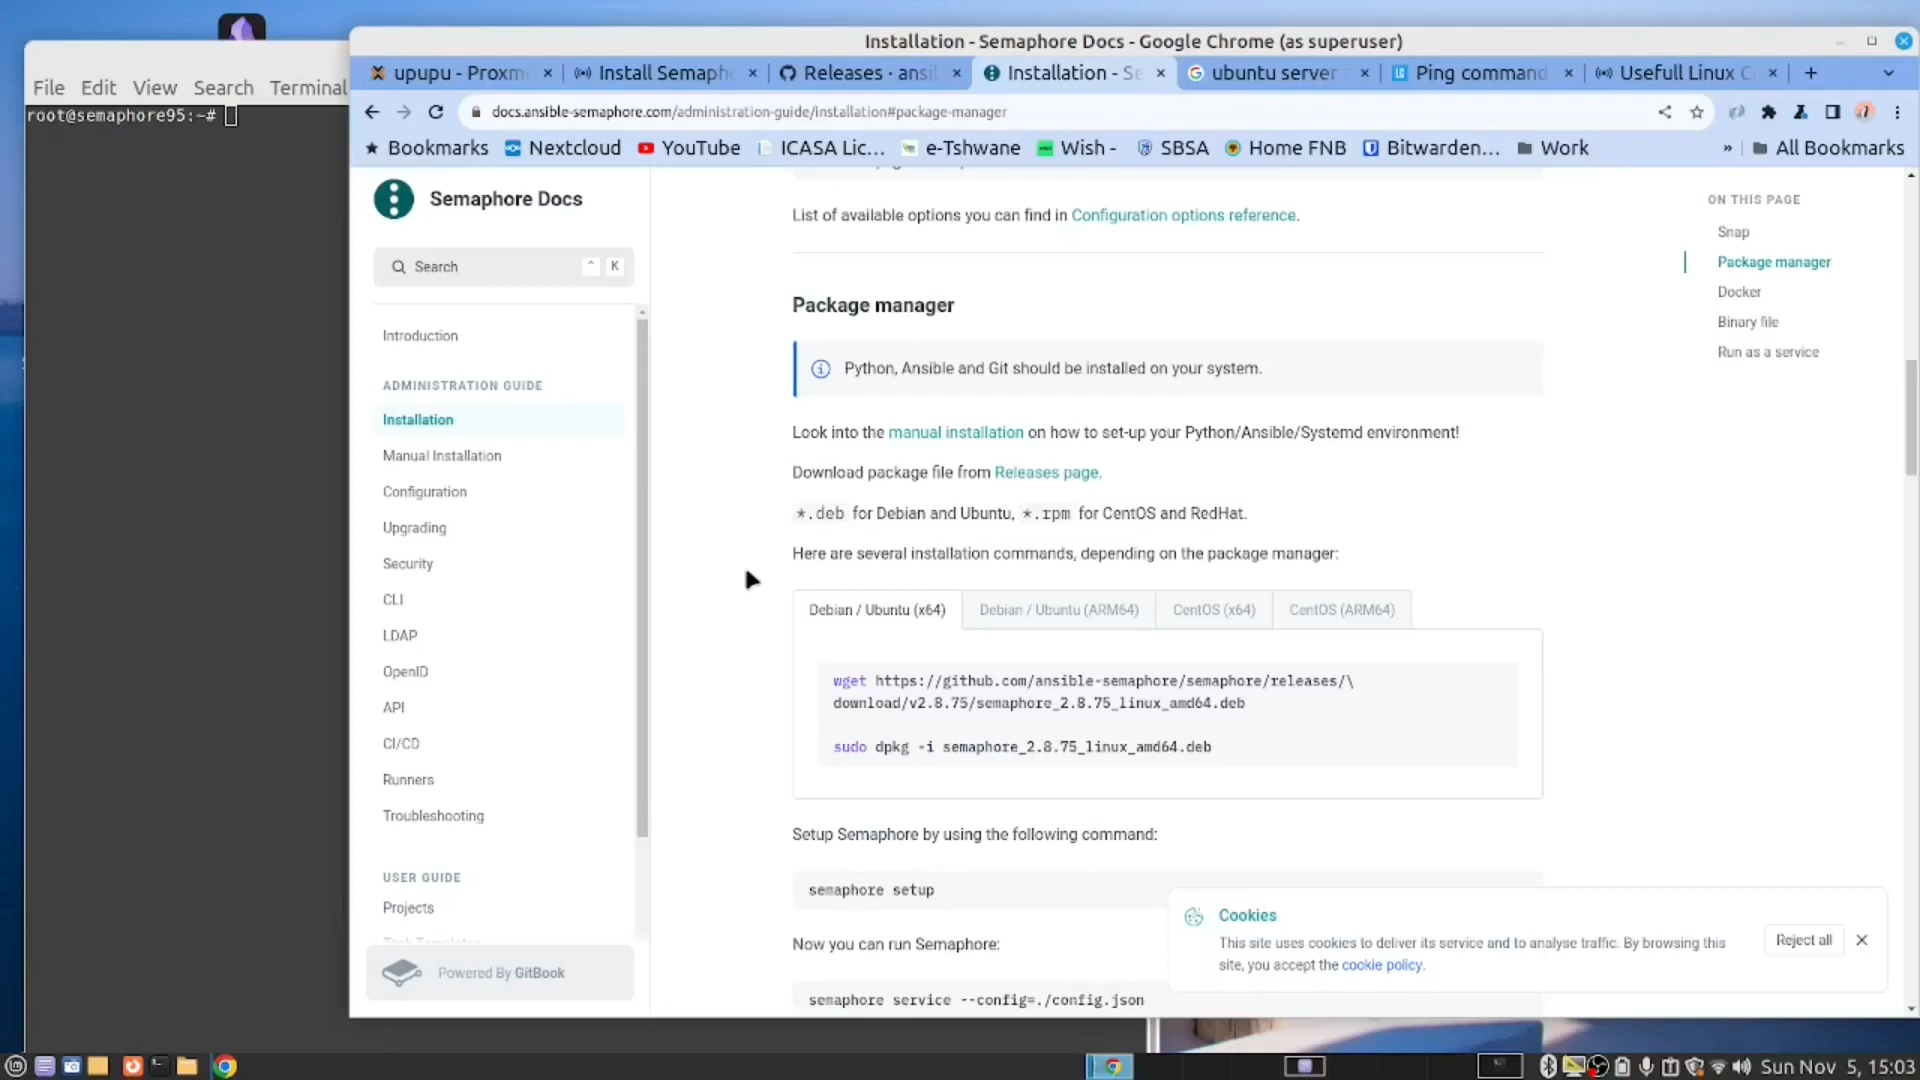 Installation - Semaphore Docs - Google Chrome (as superuser)
File Edit View Search Terminal
root@semaphore95:~#
upupu - Proxm
Install Semaph
Releases · ansi
Installation - Se
ubuntu server
Ping command
Usefull Linux C
docs.ansible-semaphore.com/administration-guide/installation#package-manager
Bookmarks Nextcloud YouTube ICASA Lic... e-Tshwane Wish - SBSA Home FNB Bitwarden... Work » All Bookmarks
Semaphore Docs
Search ^ K
Introduction
ADMINISTRATION GUIDE
Installation
Manual Installation
Configuration
Upgrading
Security
CLI
LDAP
OpenID
API
CI/CD
Runners
Troubleshooting
USER GUIDE
Projects
Powered By GitBook
List of available options you can find in Configuration options reference.
Package manager
Python, Ansible and Git should be installed on your system.
Look into the manual installation on how to set-up your Python/Ansible/Systemd environment!
Download package file from Releases page.
*.deb for Debian and Ubuntu, *.rpm for CentOS and RedHat.
Here are several installation commands, depending on the package manager:
Debian / Ubuntu (x64) Debian / Ubuntu (ARM64) CentOS (x64) CentOS (ARM64)
wget https://github.com/ansible-semaphore/semaphore/releases/\
download/v2.8.75/semaphore_2.8.75_linux_amd64.deb
sudo dpkg -i semaphore_2.8.75_linux_amd64.deb
Setup Semaphore by using the following command:
semaphore setup
Now you can run Semaphore:
semaphore service --config=./config.json
ON THIS PAGE
Snap
Package manager
Docker
Binary file
Run as a service
Cookies
This site uses cookies to deliver its service and to analyse traffic. By browsing this
site, you accept the cookie policy.
Reject all
Sun Nov 5, 15:03